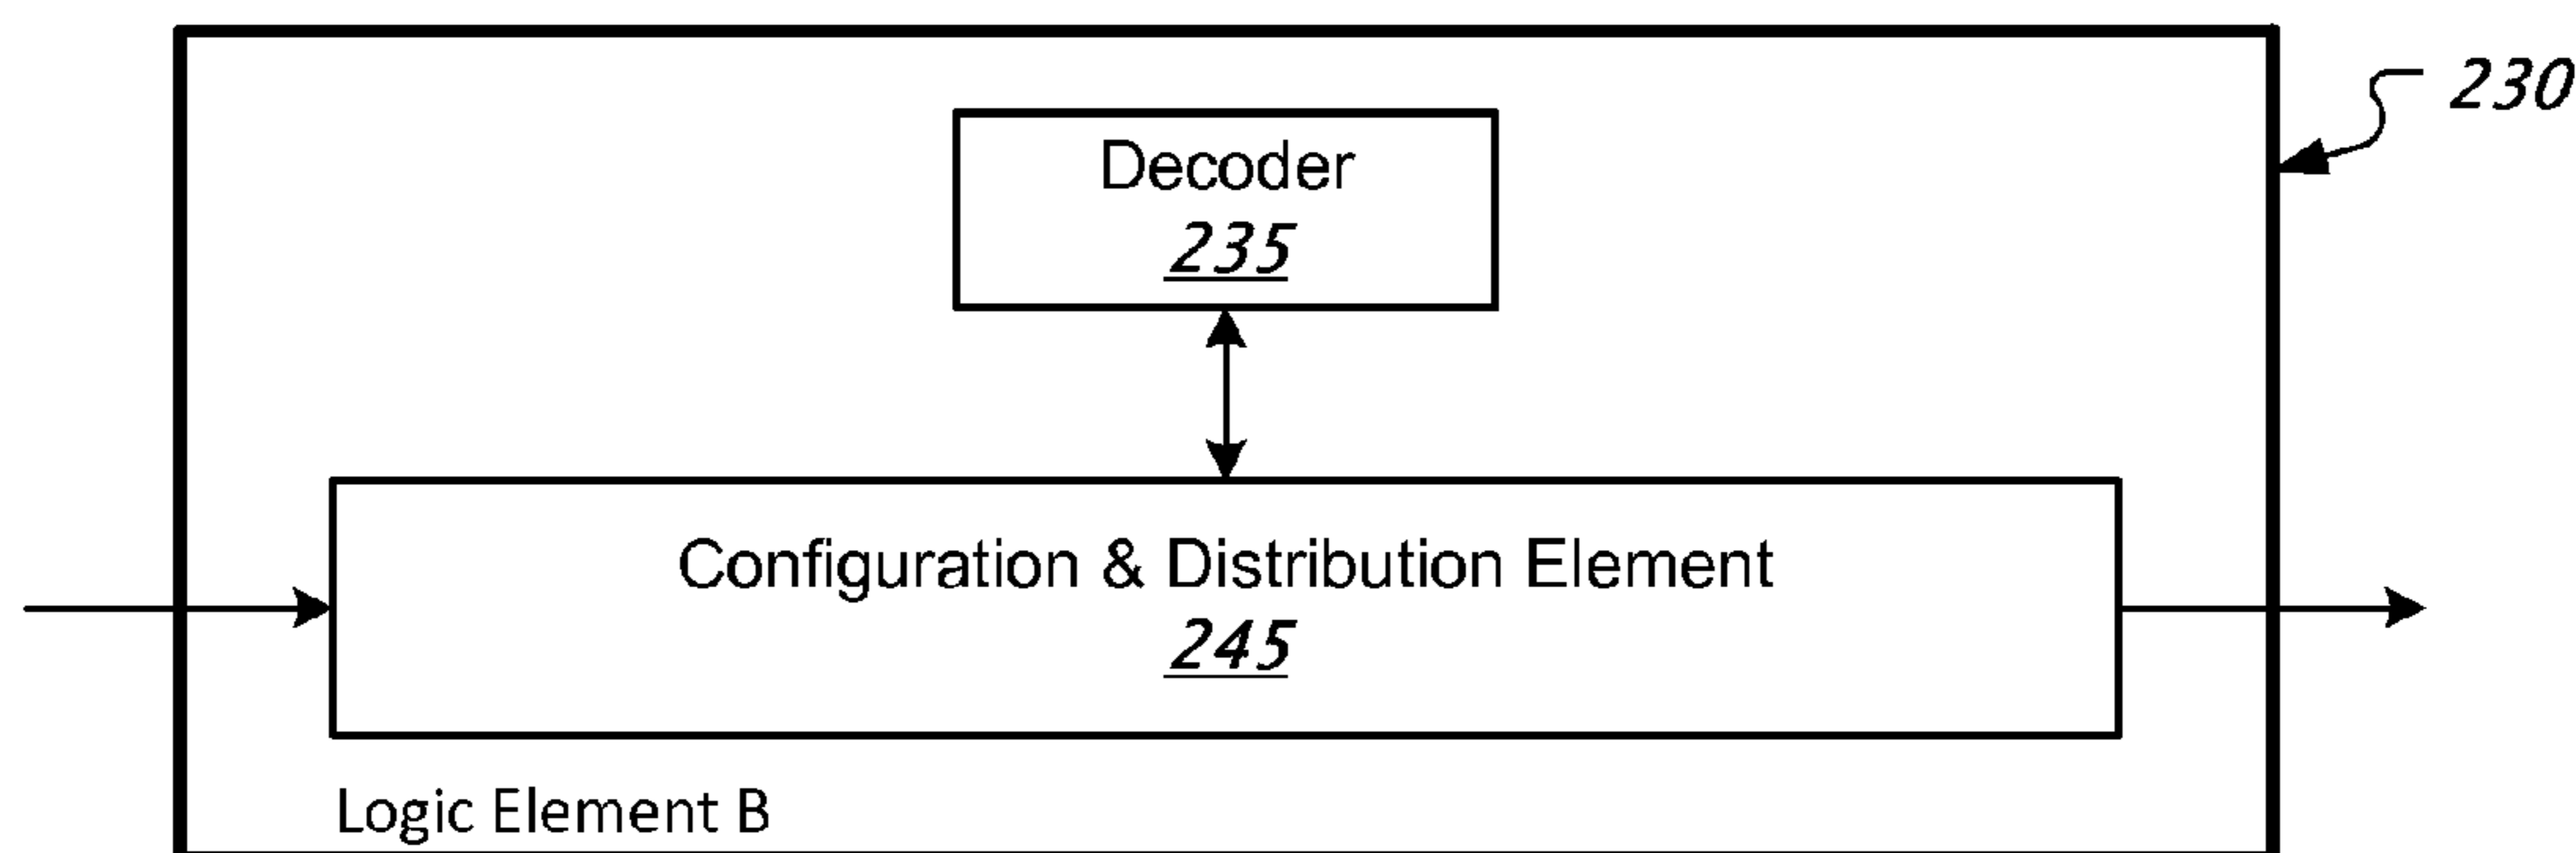 230
Decoder
235
Configuration & Distribution Element
245
Logic Element B